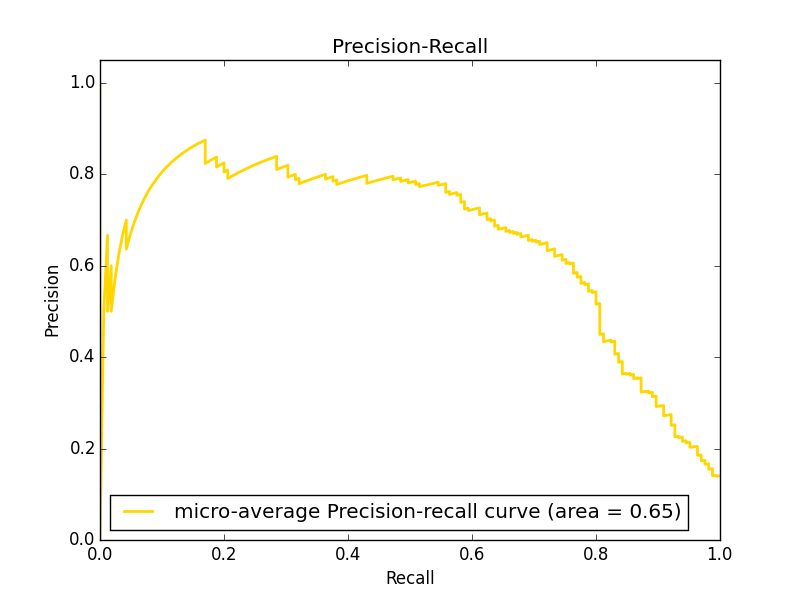 Precision-Recall
1.0
0.8
0.6
0.4
0.2
0.0
Precision
micro-average Precision-recall curve (area = 0.65)
0.0 0.2 0.4 0.6 0.8 1.0
Recall